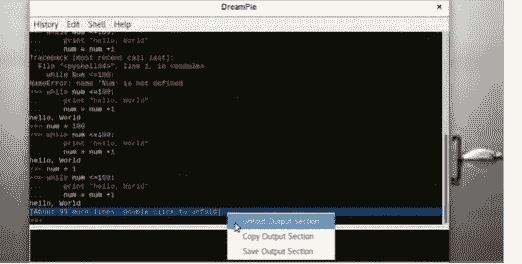 DreamPie
History Edit Shell Help
... while Num <=100:
... print "hello, World"
... num = num +1
Traceback [most recent call last]:
File "<pyshell#4>", line 1, in <module>
while Num <=100:
NameError: name 'Num' is not defined
>>> while num <=100:
... print "hello, World"
... num = num +1
hello, World
>>> num = 100
>>> while num <=100:
... print "hello, World"
... num = num +1
hello, World
>>> num = 1
>>> while num <=100:
... print "hello, World"
... num = num +1
hello, World
[About 99 more lines. Double-click to unfold]
>>>
Unfold Output Section
Copy Output Section
Save Output Section